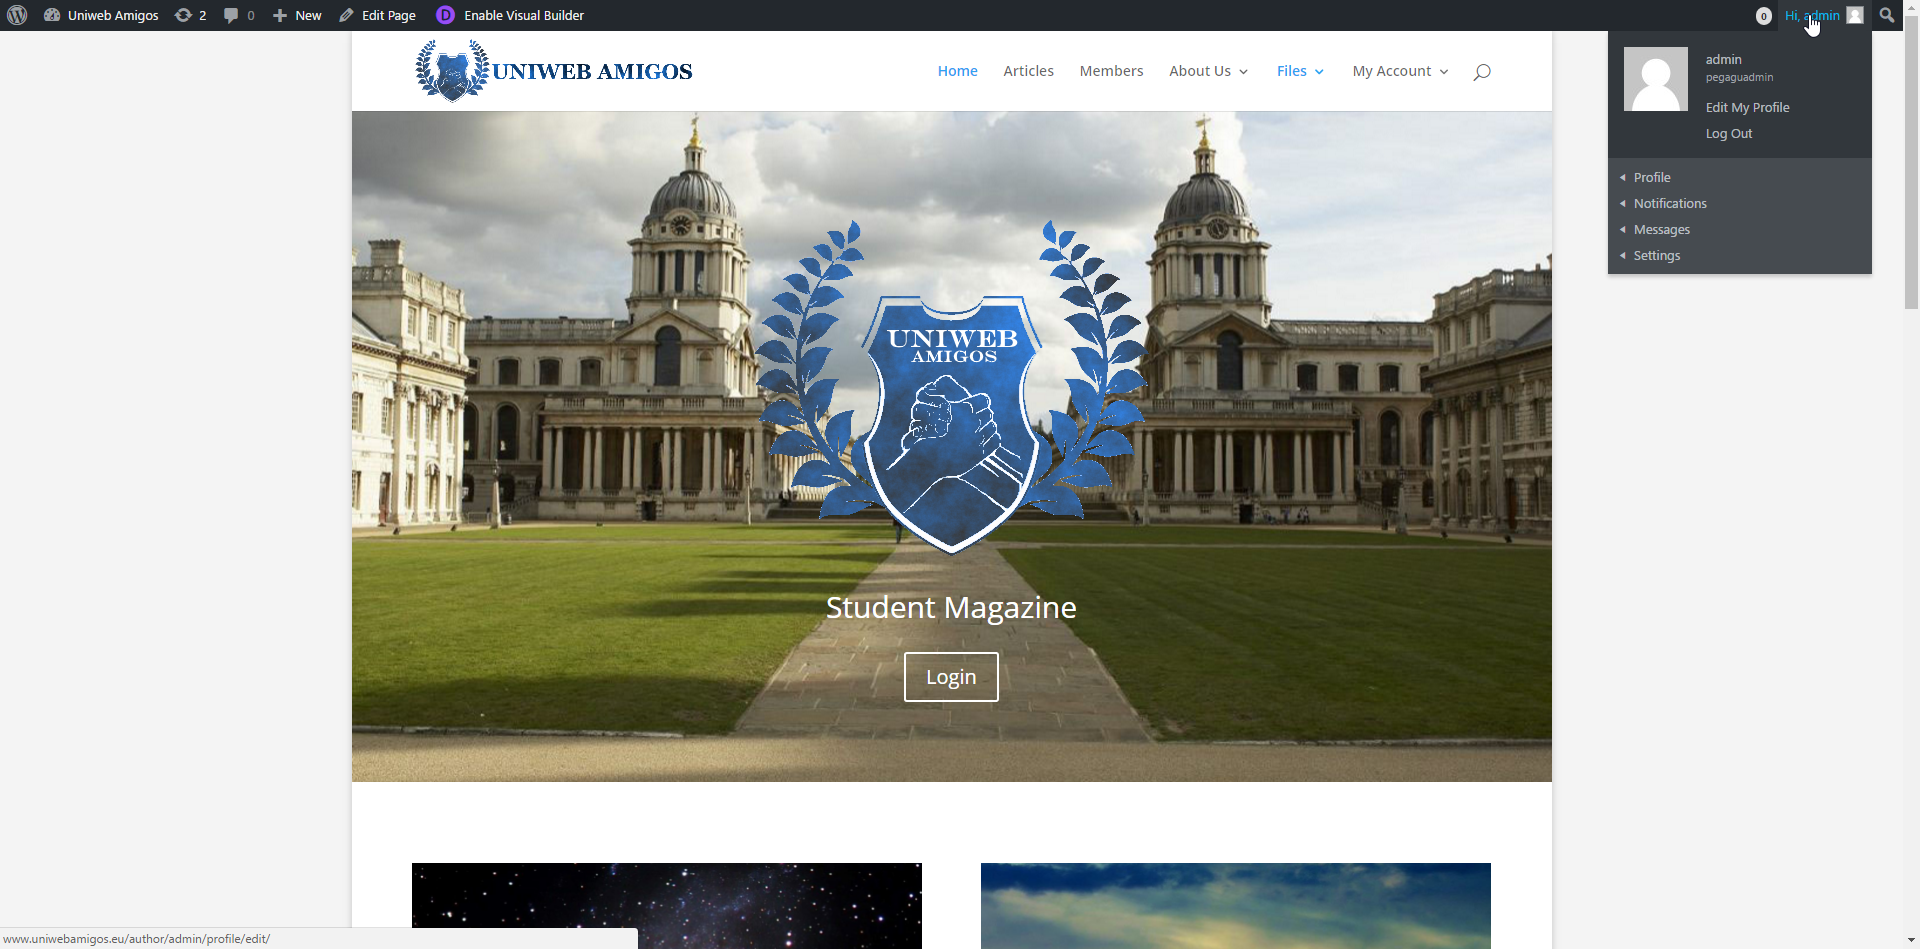 Uniweb Amigos 2 0 New Edit Page D Enable Visual Builder 0 Hi, admin
admin
pegaguadmin
Edit My Profile
Log Out
Profile
Notifications
Messages
Settings
UNIWEB AMIGOS Home Articles Members About Us Files My Account
UNIWEB
AMIGOS
Student Magazine
Login
www.uniwebamigos.eu/author/admin/profile/edit/